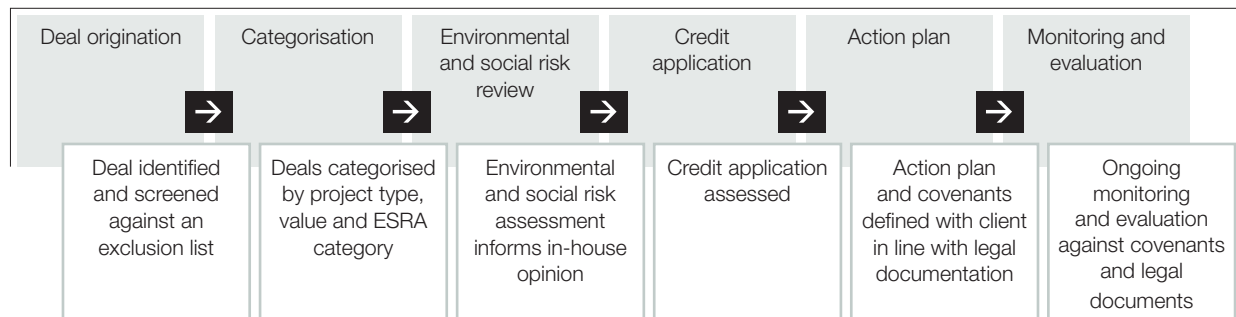 Deal origination
Categorisation
Environmental
and social risk
review
Credit
application
Action plan
Monitoring and
evaluation
Deal identified
and screened
against an
exclusion list
Deals categorised
by project type,
value and ESRA
category
Environmental
and social risk
assessment
informs in-house
opinion
Credit application
assessed
Action plan
and covenants
defined with client
in line with legal
documentation
Ongoing
monitoring
and evaluation
against covenants
and legal
documents